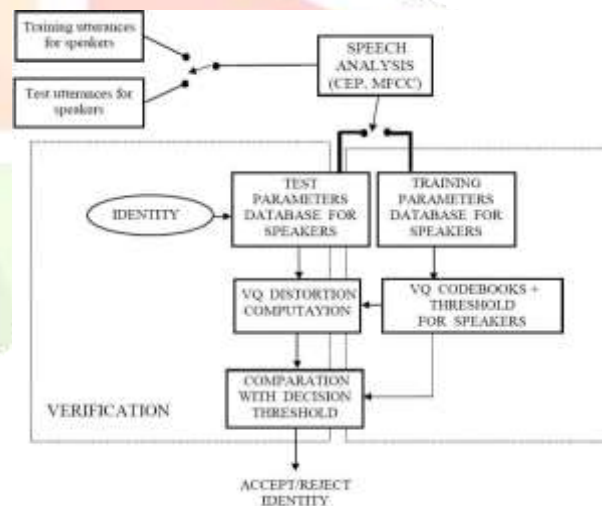 Training utterances
for speakers
Test utterances for
speakers
SPEECH
ANALYSIS
(CEP, MFCC)
IDENTITY
TEST
PARAMETERS
DATABASE FOR
SPEAKERS
TRAINING
PARAMETERS
DATABASE FOR
SPEAKERS
VQ DISTORTION
COMPUTAYION
VQ CODEBOOKS +
THRESHOLD
FOR SPEAKERS
COMPARATION
WITH DECISION
THRESHOLD
VERIFICATION
ACCEPT/REJECT
IDENTITY